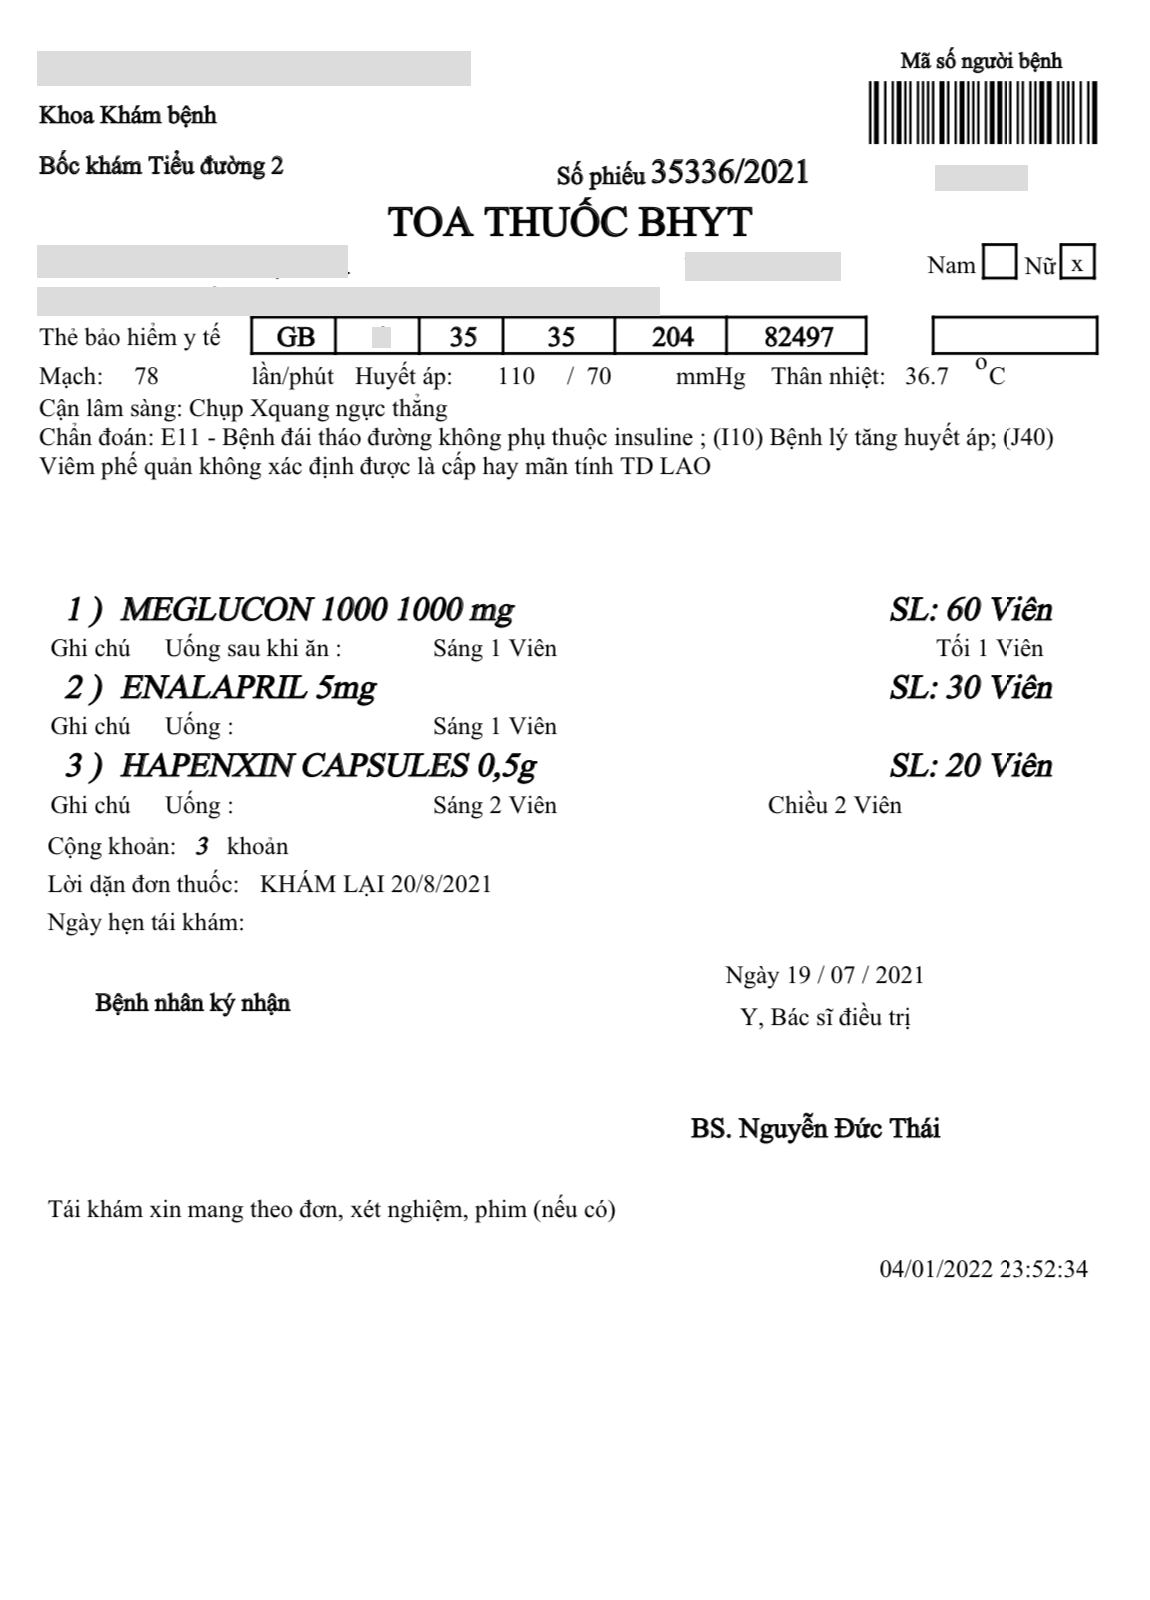 Mã số người bệnh
Khoa Khám bệnh
Bốc khám Tiểu đường 2
Số phiếu 35336/2021
TOA THUỐC BHYT
Nam Nữ x
Thẻ bảo hiểm y tế GB 35 35 204 82497
Mạch: 78 lần/phút Huyết áp: 110 / 70 mmHg Thân nhiệt: 36.7 °C
Cận lâm sàng: Chụp Xquang ngực thẳng
Chẩn đoán: E11 - Bệnh đái tháo đường không phụ thuộc insuline ; (I10) Bệnh lý tăng huyết áp; (J40)
Viêm phế quản không xác định được là cấp hay mãn tính TD LAO
1 ) MEGLUCON 1000 1000 mg SL: 60 Viên
Ghi chú Uống sau khi ăn : Sáng 1 Viên Tối 1 Viên
2 ) ENALAPRIL 5mg SL: 30 Viên
Ghi chú Uống : Sáng 1 Viên
3 ) HAPENXIN CAPSULES 0,5g SL: 20 Viên
Ghi chú Uống : Sáng 2 Viên Chiều 2 Viên
Cộng khoản: 3 khoản
Lời dặn đơn thuốc: KHÁM LẠI 20/8/2021
Ngày hẹn tái khám:
Ngày 19 / 07 / 2021
Bệnh nhân ký nhận
Y, Bác sĩ điều trị
BS. Nguyễn Đức Thái
Tái khám xin mang theo đơn, xét nghiệm, phim (nếu có)
04/01/2022 23:52:34